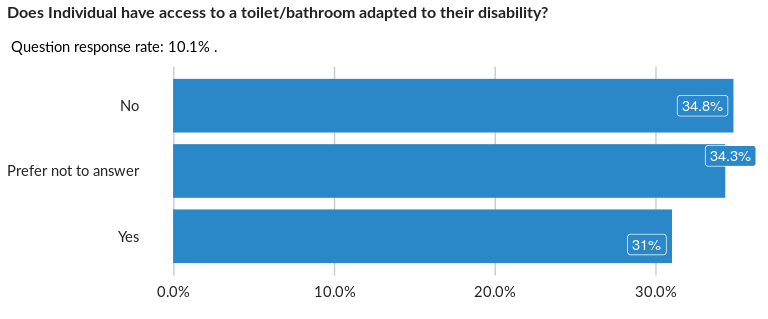 Does Individual have access to a toilet/bathroom adapted to their disability?
Question response rate: 10.1% .
No
34.8%
Prefer not to answer
34.3%
Yes
31%
0.0% 10.0% 20.0% 30.0%